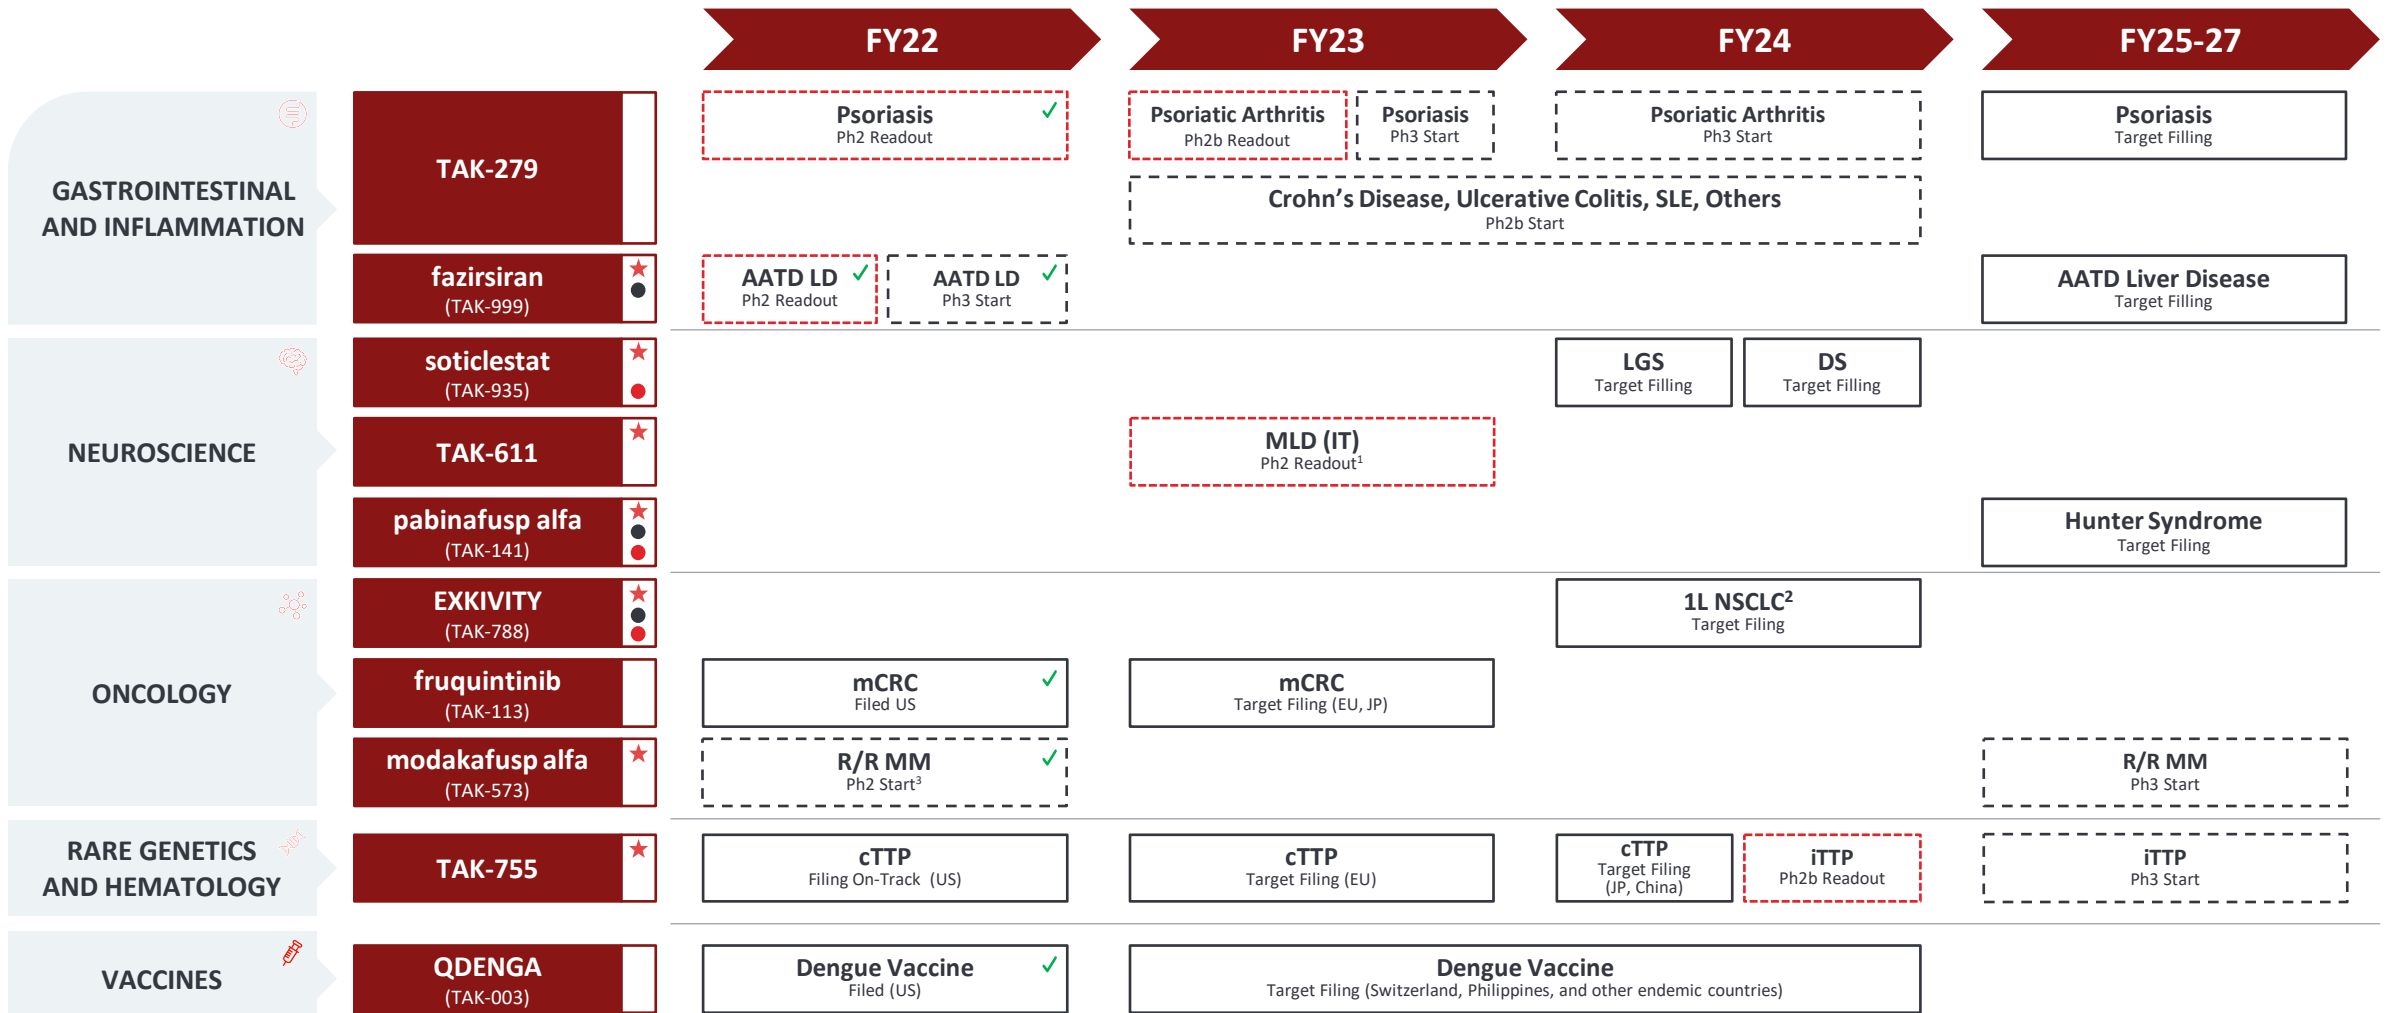 FY22
FY23
FY24
FY25-27
GASTROINTESTINAL
AND INFLAMMATION
TAK-279
Psoriasis ✓
Ph2 Readout
Psoriatic Arthritis
Ph2b Readout
Psoriasis
Ph3 Start
Psoriatic Arthritis
Ph3 Start
Psoriasis
Target Filling
Crohn's Disease, Ulcerative Colitis, SLE, Others
Ph2b Start
fazirsiran
(TAK-999)
AATD LD ✓
Ph2 Readout
AATD LD ✓
Ph3 Start
AATD Liver Disease
Target Filling
NEUROSCIENCE
soticlestat
(TAK-935)
LGS
Target Filling
DS
Target Filling
TAK-611
MLD (IT)
Ph2 Readout1
pabinafusp alfa
(TAK-141)
Hunter Syndrome
Target Filing
ONCOLOGY
EXKIVITY
(TAK-788)
1L NSCLC2
Target Filing
fruquintinib
(TAK-113)
mCRC ✓
Filed US
mCRC
Target Filing (EU, JP)
modakafusp alfa
(TAK-573)
R/R MM ✓
Ph2 Start3
R/R MM
Ph3 Start
RARE GENETICS
AND HEMATOLOGY
TAK-755
cTTP
Filing On-Track (US)
cTTP
Target Filing (EU)
cTTP
Target Filing
(JP, China)
iTTP
Ph2b Readout
iTTP
Ph3 Start
VACCINES
QDENGA
(TAK-003)
Dengue Vaccine ✓
Filed (US)
Dengue Vaccine
Target Filing (Switzerland, Philippines, and other endemic countries)